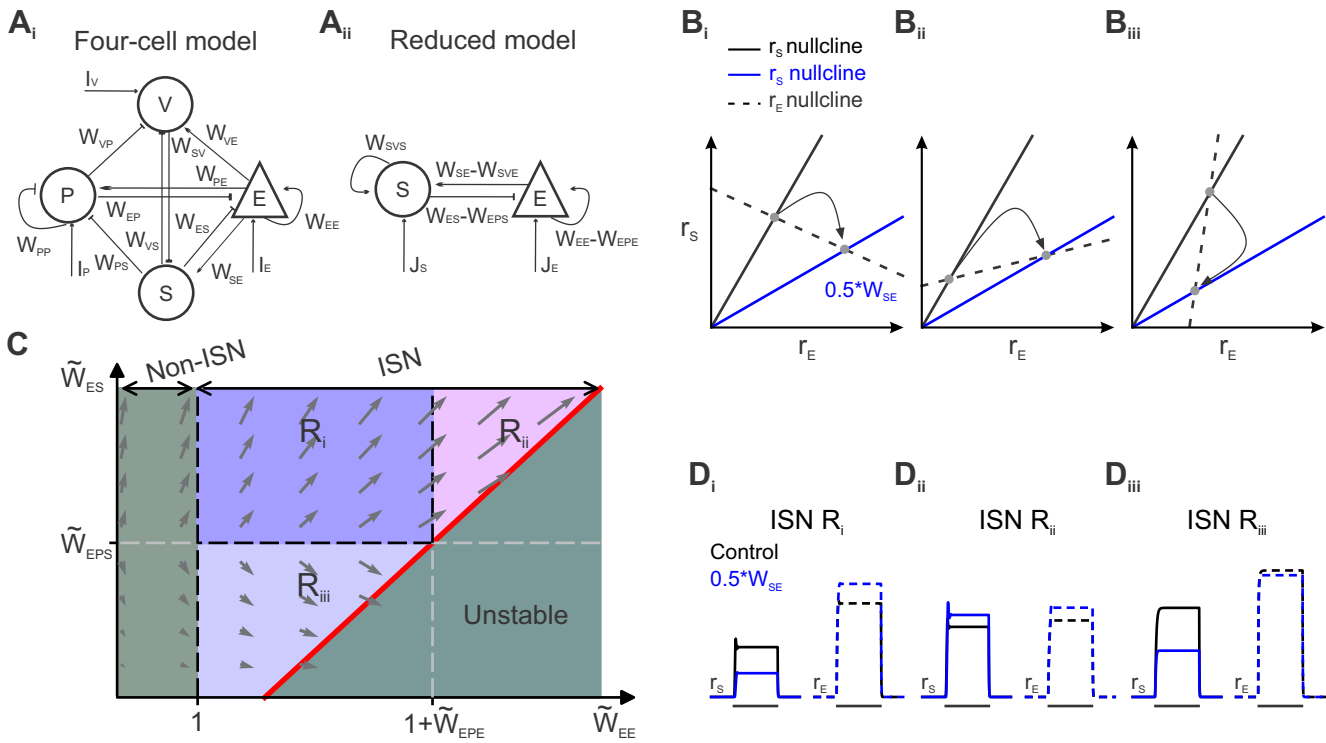 Ai
Four-cell model
IV
V
WVP
WSV
WVE
P
WPE
E
WEP
WES
WEE
WPP
WVS
IP
WPS
WSE
IE
S
Aii
Reduced model
WSVS
S
WSE-WSVE
E
WES-WEPS
WEE-WEPE
JS
JE
Bi
Bii
Biii
rS nullcline
rS nullcline
rE nullcline
rS
0.5*WSE
rE
rE
rE
C
W̃ES
Non-ISN
ISN
Ri
Rii
W̃EPS
Riii
Unstable
1
1+W̃EPE
W̃EE
Di
Dii
Diii
ISN Ri
ISN Rii
ISN Riii
Control
0.5*WSE
rS
rE
rS
rE
rS
rE